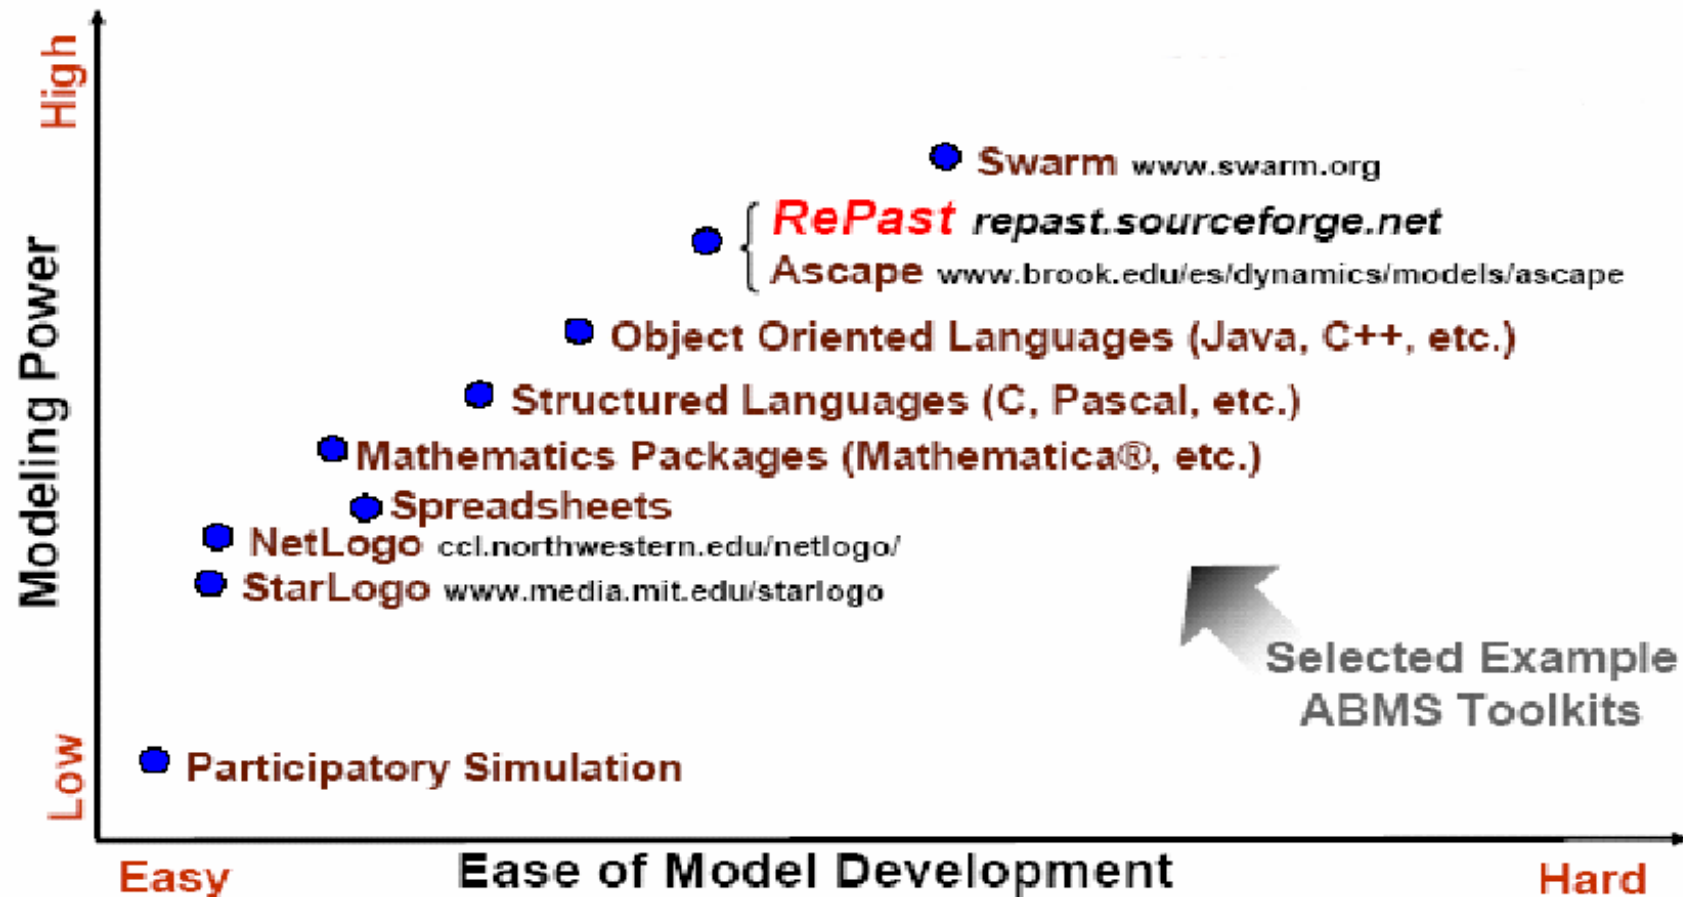 High
Modeling Power
Low
Swarm www.swarm.org
RePast repast.sourceforge.net
Ascape www.brook.edu/es/dynamics/models/ascape
Object Oriented Languages (Java, C++, etc.)
Structured Languages (C, Pascal, etc.)
Mathematics Packages (Mathematica®, etc.)
Spreadsheets
NetLogo ccl.northwestern.edu/netlogo/
StarLogo www.media.mit.edu/starlogo
Selected Example
ABMS Toolkits
Participatory Simulation
Easy
Ease of Model Development
Hard